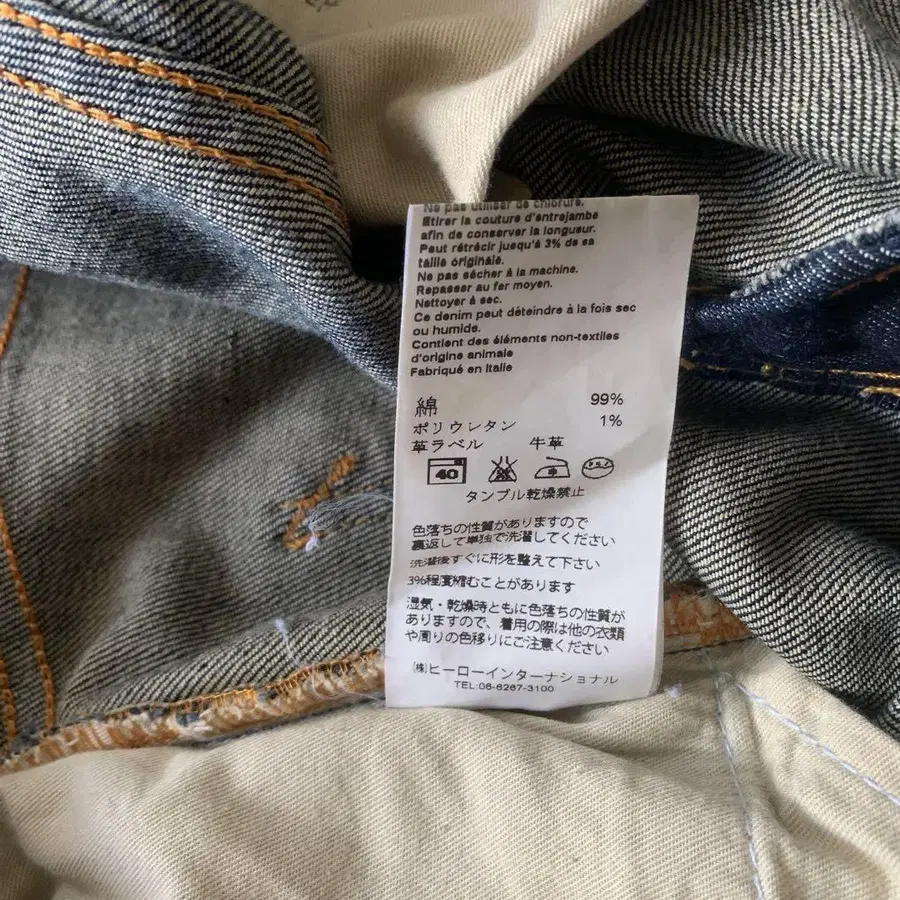 Ne pas utiliser de chlorure.
Etirer la couture d'entrejambe
afin de conserver la longueur.
Peut rétrécir jusqu'à 3% de sa
taille originale.
Ne pas sécher à la machine.
Repasser au fer moyen.
Nettoyer à sec.
Ce denim peut déteindre à la fois sec
ou humide.
Contient des éléments non-textiles
d'origine animale
Fabriqué en Italie
綿 99%
ポリウレタン 1%
革ラベル 牛革
40 中
タンブル乾燥禁止
色落ちの性質がありますので
裏返して単独で洗濯してください
洗濯後すぐに形を整えて下さい
3%程度縮むことがあります
湿気・乾燥時ともに色落ちの性質が
ありますので、着用の際は他の衣類
や周りの色移りにご注意ください
(株)ヒーローインターナショナル
TEL:06-6267-3100